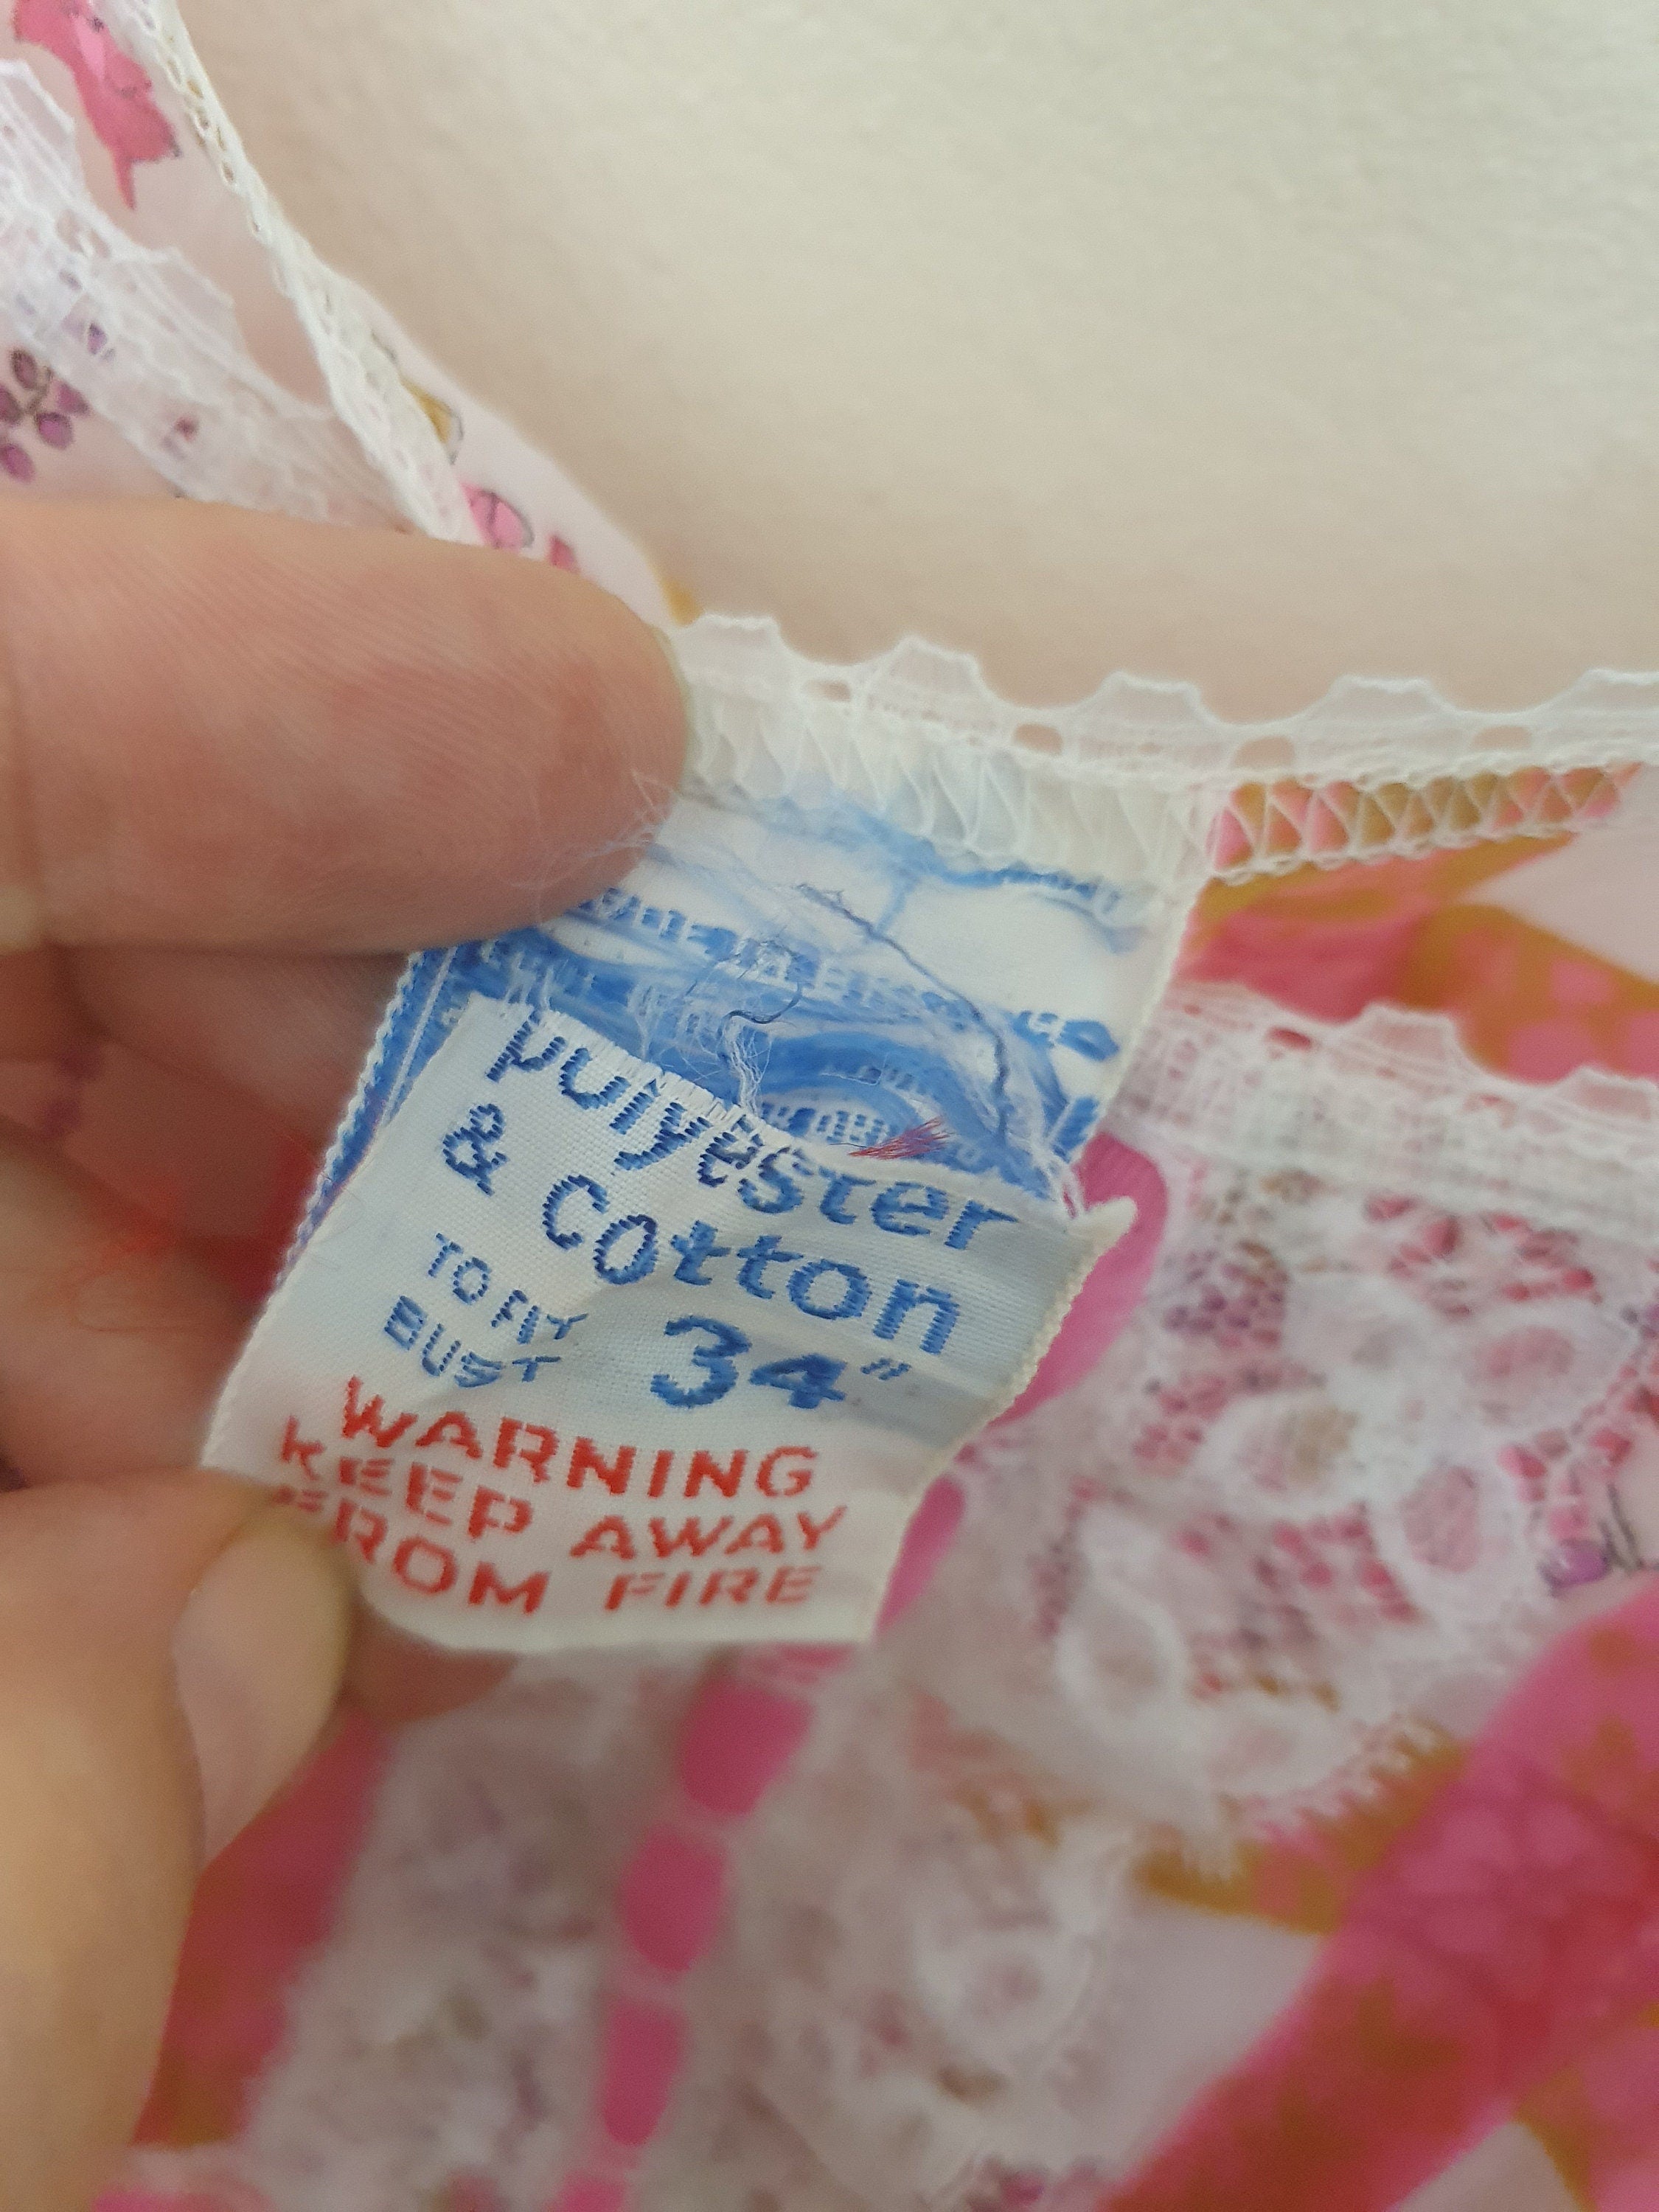 polyester
& cotton
TO FIT
BUST 34"
WARNING
KEEP AWAY
FROM FIRE